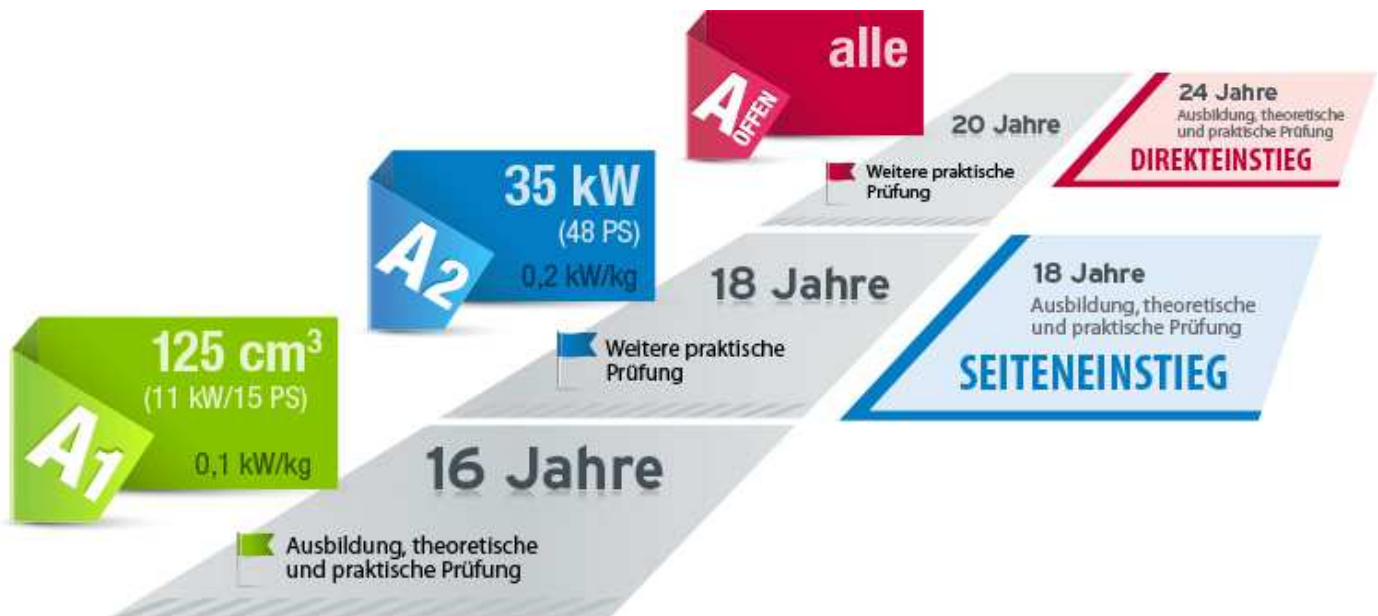 alle
A
OFFEN
20 Jahre
Weitere praktische
Prüfung
24 Jahre
Ausbildung, theoretische
und praktische Prüfung
DIREKTEINSTIEG
35 kW
(48 PS)
0,2 kW/kg
A2
18 Jahre
Weitere praktische
Prüfung
18 Jahre
Ausbildung, theoretische
und praktische Prüfung
SEITENEINSTIEG
125 cm³
(11 kW/15 PS)
0,1 kW/kg
A1
16 Jahre
Ausbildung, theoretische
und praktische Prüfung